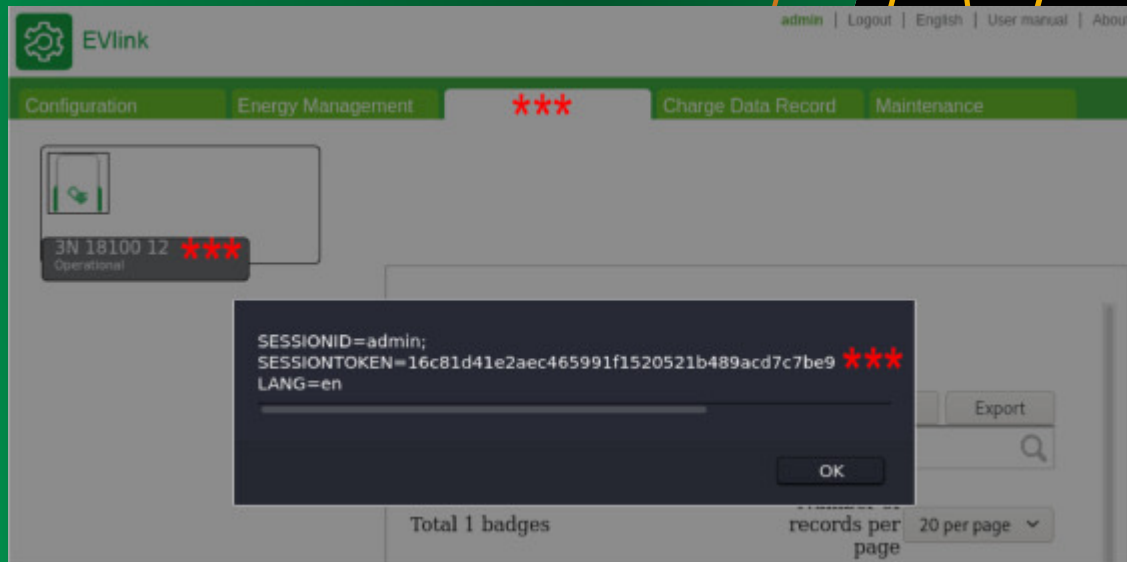 admin | Logout | English | User manual | About
EVlink
Configuration
Energy Management
***
Charge Data Record
Maintenance
3N 18100 12 ***
Operational
SESSIONID=admin;
SESSIONTOKEN=16c81d41e2aec465991f1520521b489acd7c7be9 ***
LANG=en
Export
OK
Total 1 badges
records per
page
20 per page